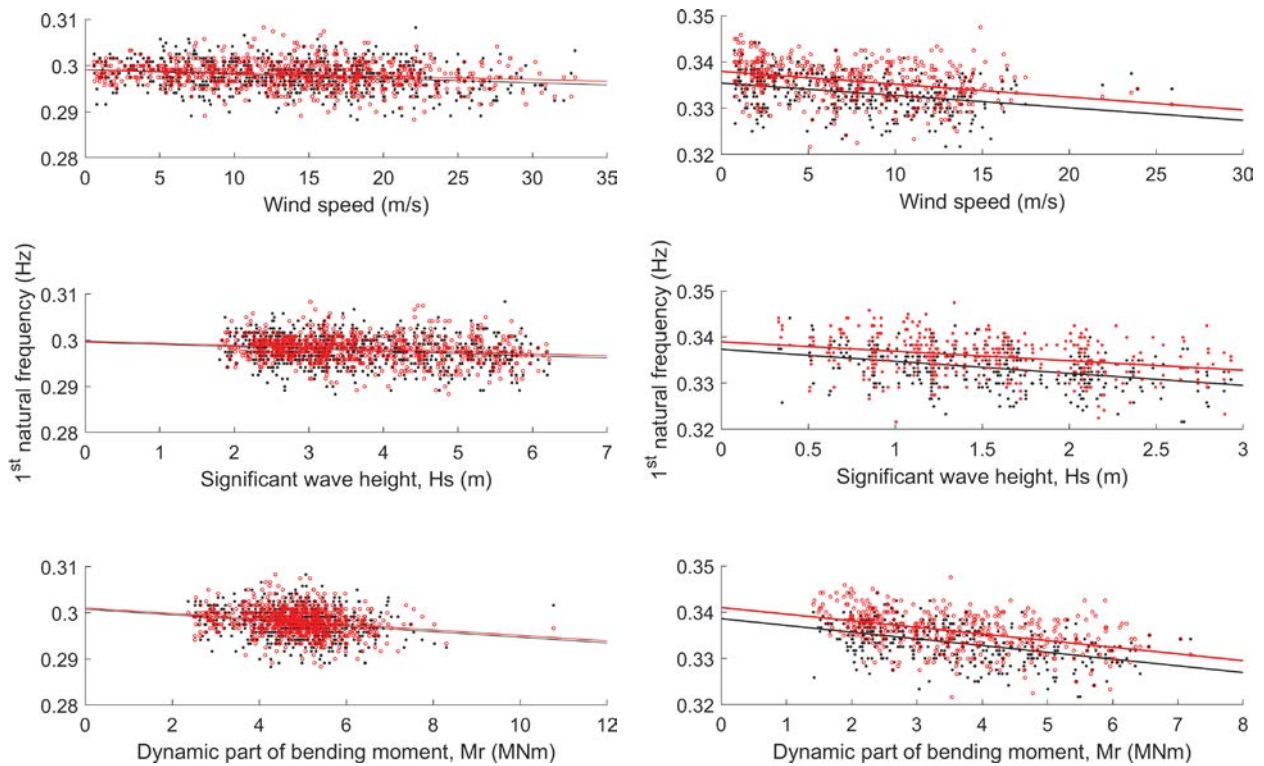 0.31
0.3
0.29
0.28
0 5 10 15 20 25 30 35
Wind speed (m/s)
0.35
0.34
0.33
0.32
0 5 10 15 20 25 30
Wind speed (m/s)
1st natural frequency (Hz)
0.31
0.3
0.29
0.28
0 1 2 3 4 5 6 7
Significant wave height, Hs (m)
1st natural frequency (Hz)
0.35
0.34
0.33
0.32
0 0.5 1 1.5 2 2.5 3
Significant wave height, Hs (m)
0.31
0.3
0.29
0.28
0 2 4 6 8 10 12
Dynamic part of bending moment, Mr (MNm)
0.35
0.34
0.33
0.32
0 1 2 3 4 5 6 7 8
Dynamic part of bending moment, Mr (MNm)